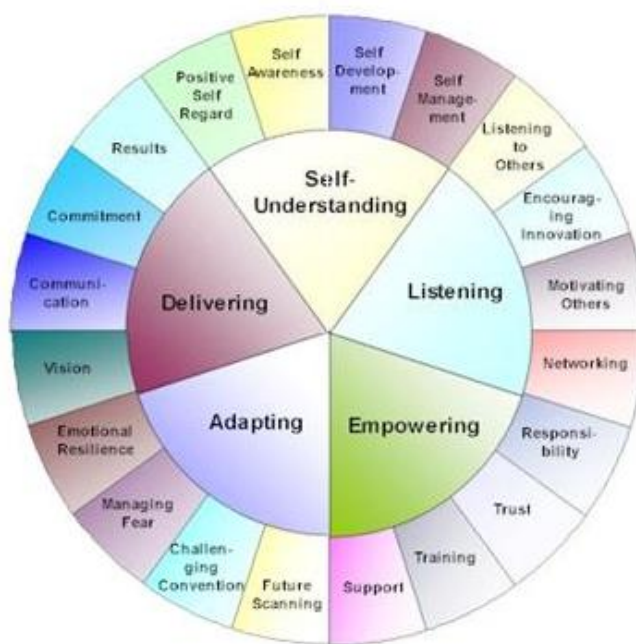 Self
Awareness
Self
Develop-
ment
Self
Manage-
ment
Listening
to
Others
Encourag-
ing
Innovation
Motivating
Others
Networking
Responsi-
bility
Trust
Training
Support
Future
Scanning
Challen-
ging
Convention
Managing
Fear
Emotional
Resilience
Vision
Communi-
cation
Commitment
Results
Positive
Self
Regard
Self-
Understanding
Listening
Empowering
Adapting
Delivering